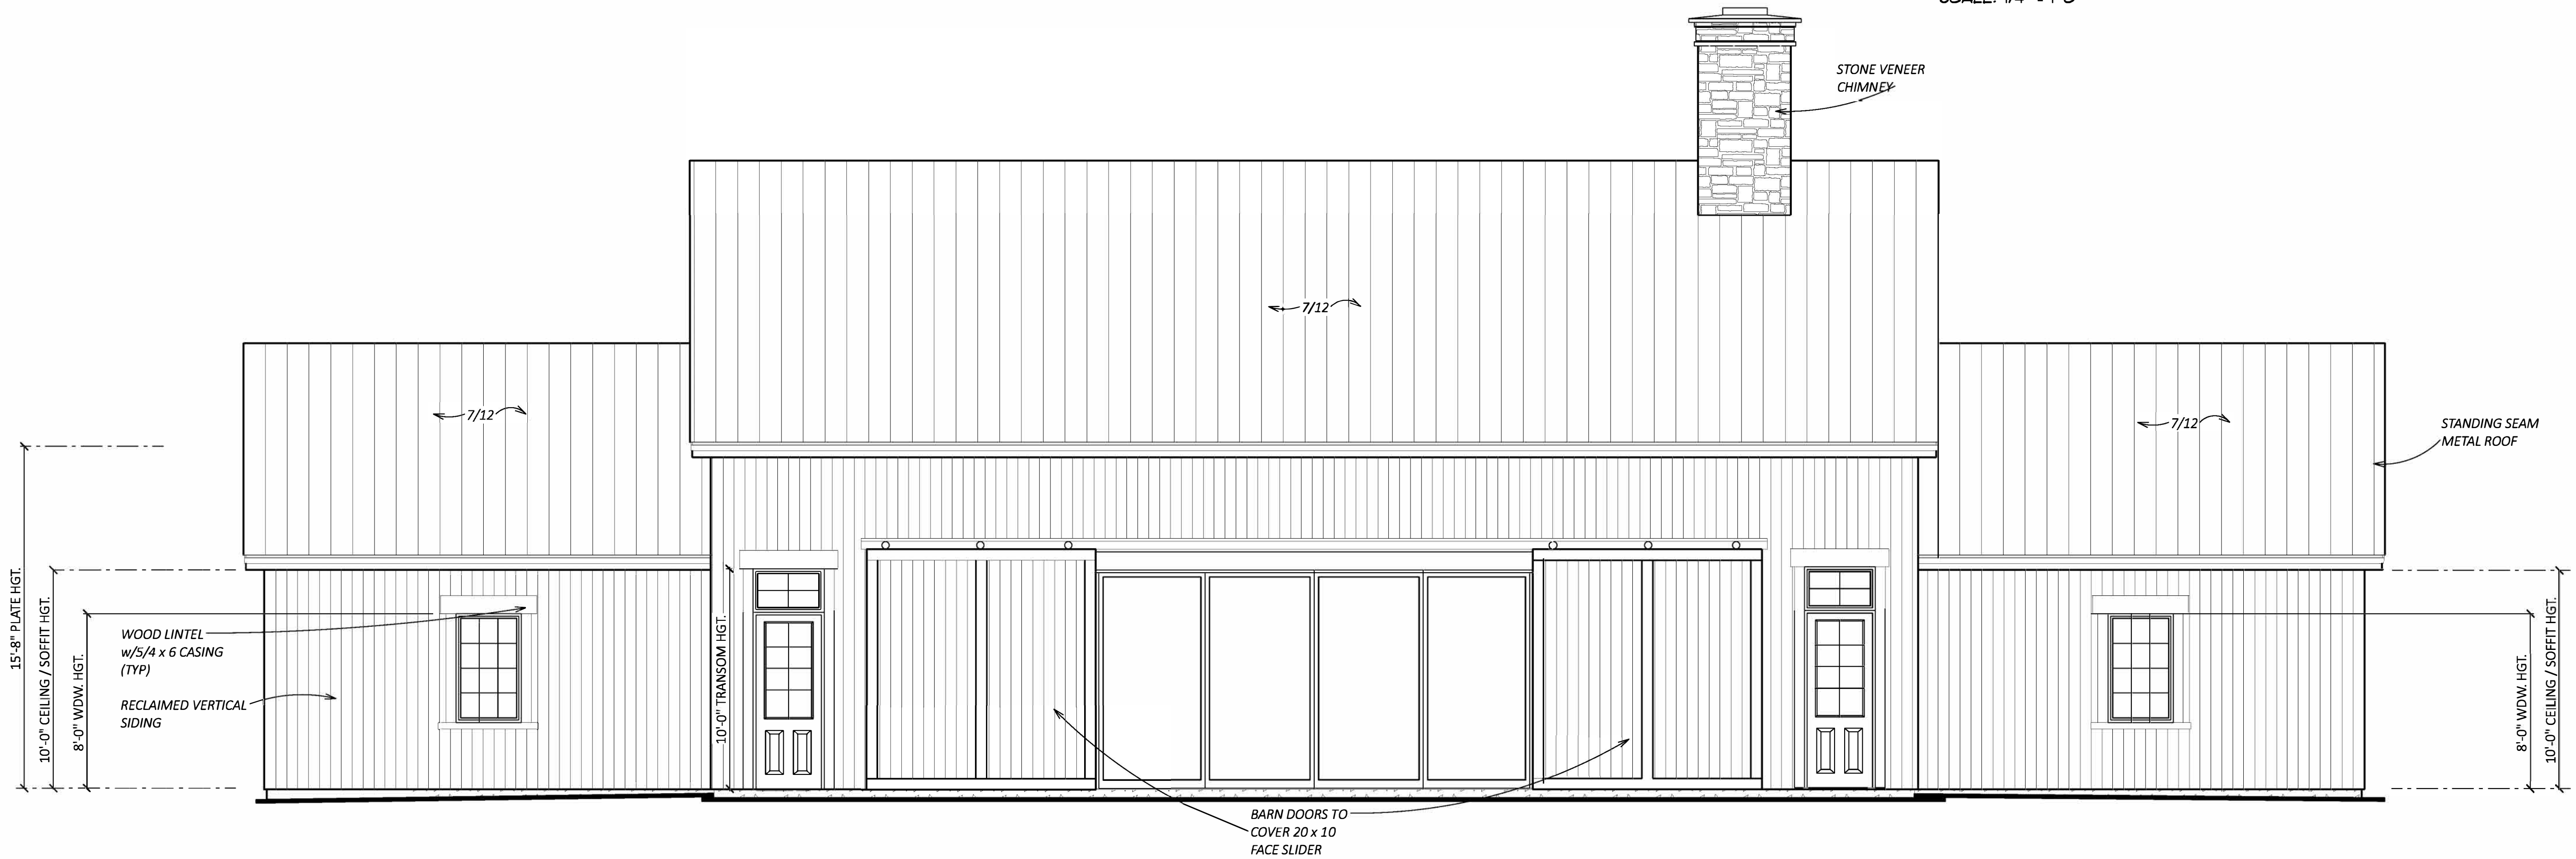 STONE VENEER
CHIMNEY
7/12
7/12
7/12
STANDING SEAM
METAL ROOF
15'-8" PLATE HGT.
10'-0" CEILING / SOFFIT HGT.
8'-0" WDW. HGT.
WOOD LINTEL
w/5/4 x 6 CASING
(TYP)
RECLAIMED VERTICAL
SIDING
10'-0" TRANSOM HGT.
8'-0" WDW. HGT.
10'-0" CEILING / SOFFIT HGT.
BARN DOORS TO
COVER 20 x 10
FACE SLIDER